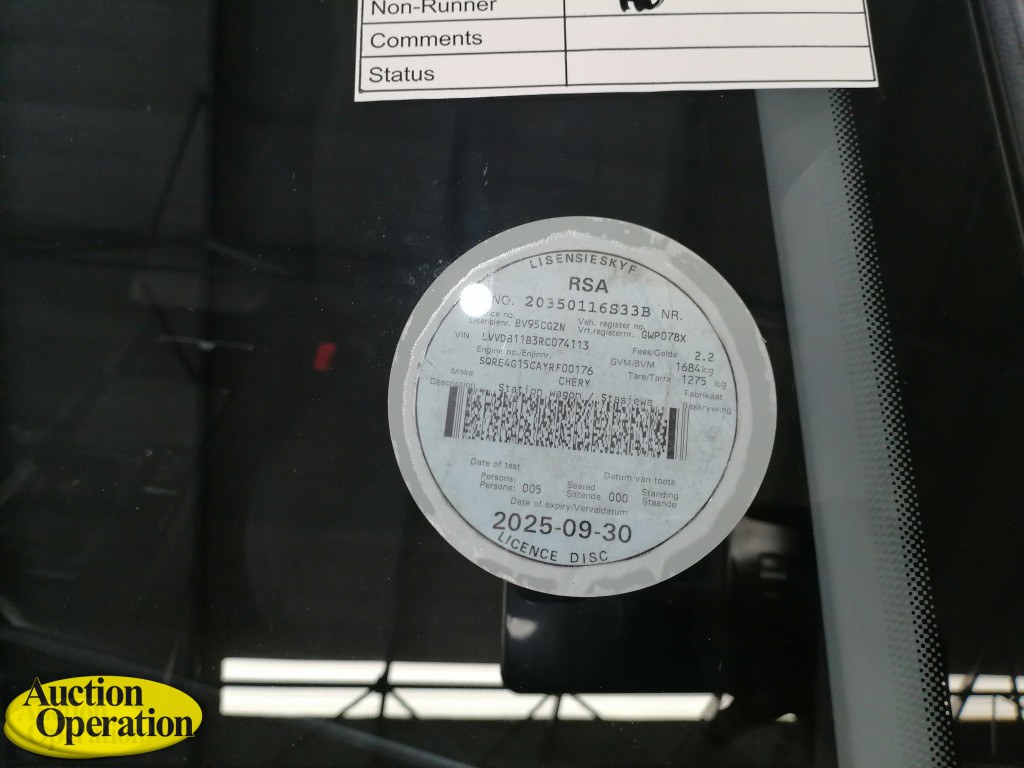 Non-Runner
Comments
Status
LISENSIESKYF
RSA
NO. 20350116S33B NR.
Veh. register no.
Lisensienr. BV95CGZN Vrt.registernr. GWP078X
VIN LVVDB11B3RC074113 Fees/Gelde 2.2
Engine no./Enjinnr. GVM/BVM 1684kg
SQRE4G15CAYRF00176 Tare/Tarra 1275 kg
Make CHERY Fabrikaat
Description Station wagon / Stasiewa Beskrywing
Date of test Datum van toets
Persons: Seated Standing
Persone: 005 Sittende 000 Staande
Date of expiry/Vervaldatum
2025-09-30
LICENCE DISC
Auction
Operation